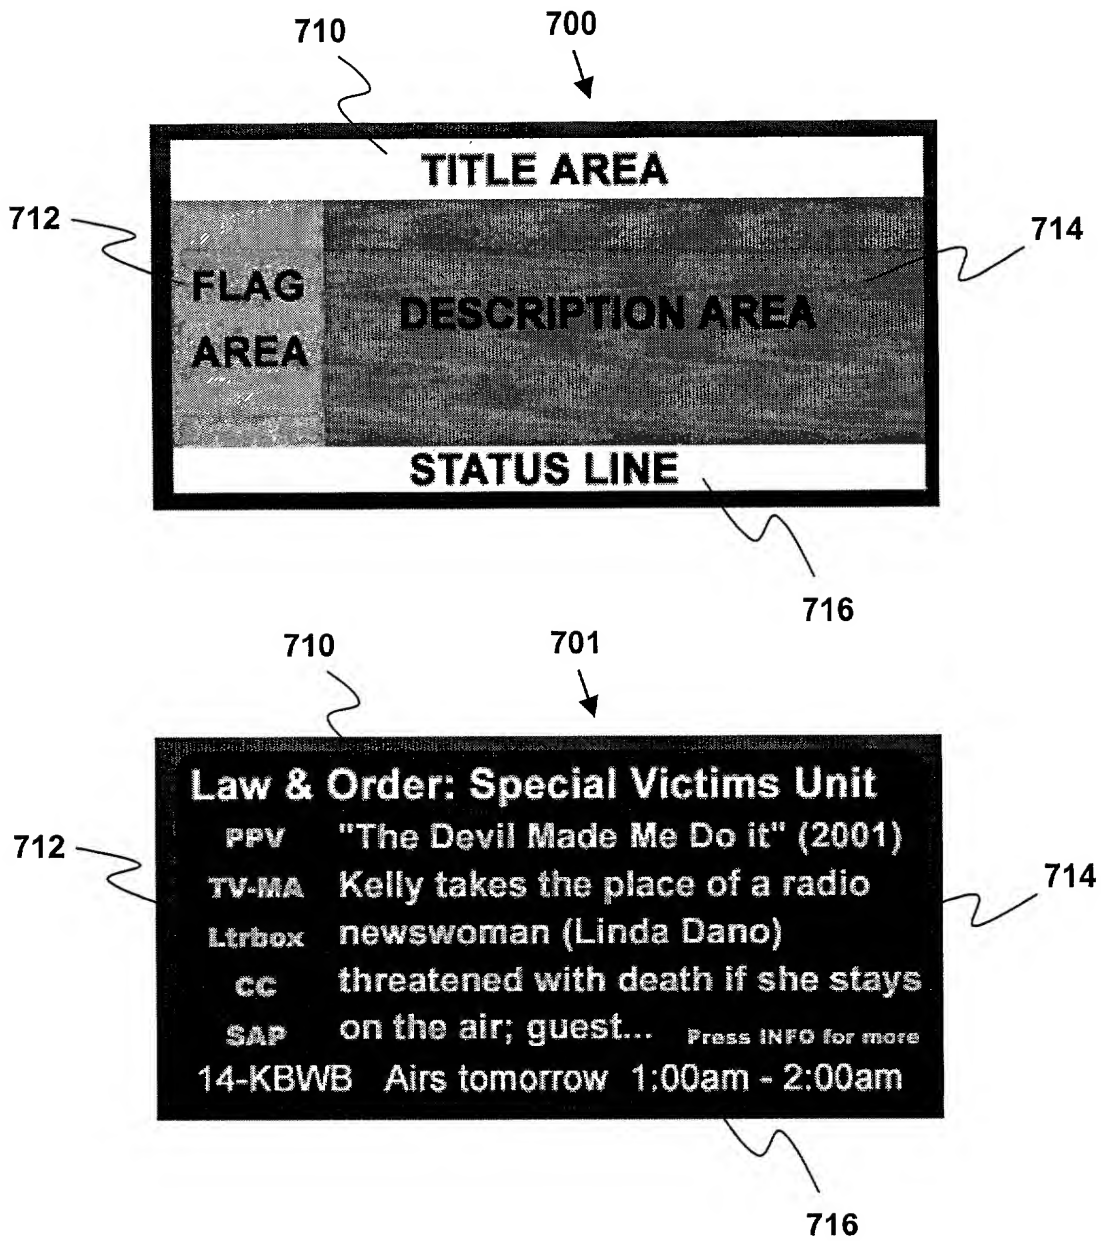 710
700
TITLE AREA
712
714
FLAG
AREA
DESCRIPTION AREA
STATUS LINE
716
710
701
Law & Order: Special Victims Unit
PPV "The Devil Made Me Do it" (2001)
712
TV-MA Kelly takes the place of a radio
714
Ltrbox newswoman (Linda Dano)
CC threatened with death if she stays
SAP on the air; guest... Press INFO for more
14-KBWB Airs tomorrow 1:00am - 2:00am
716